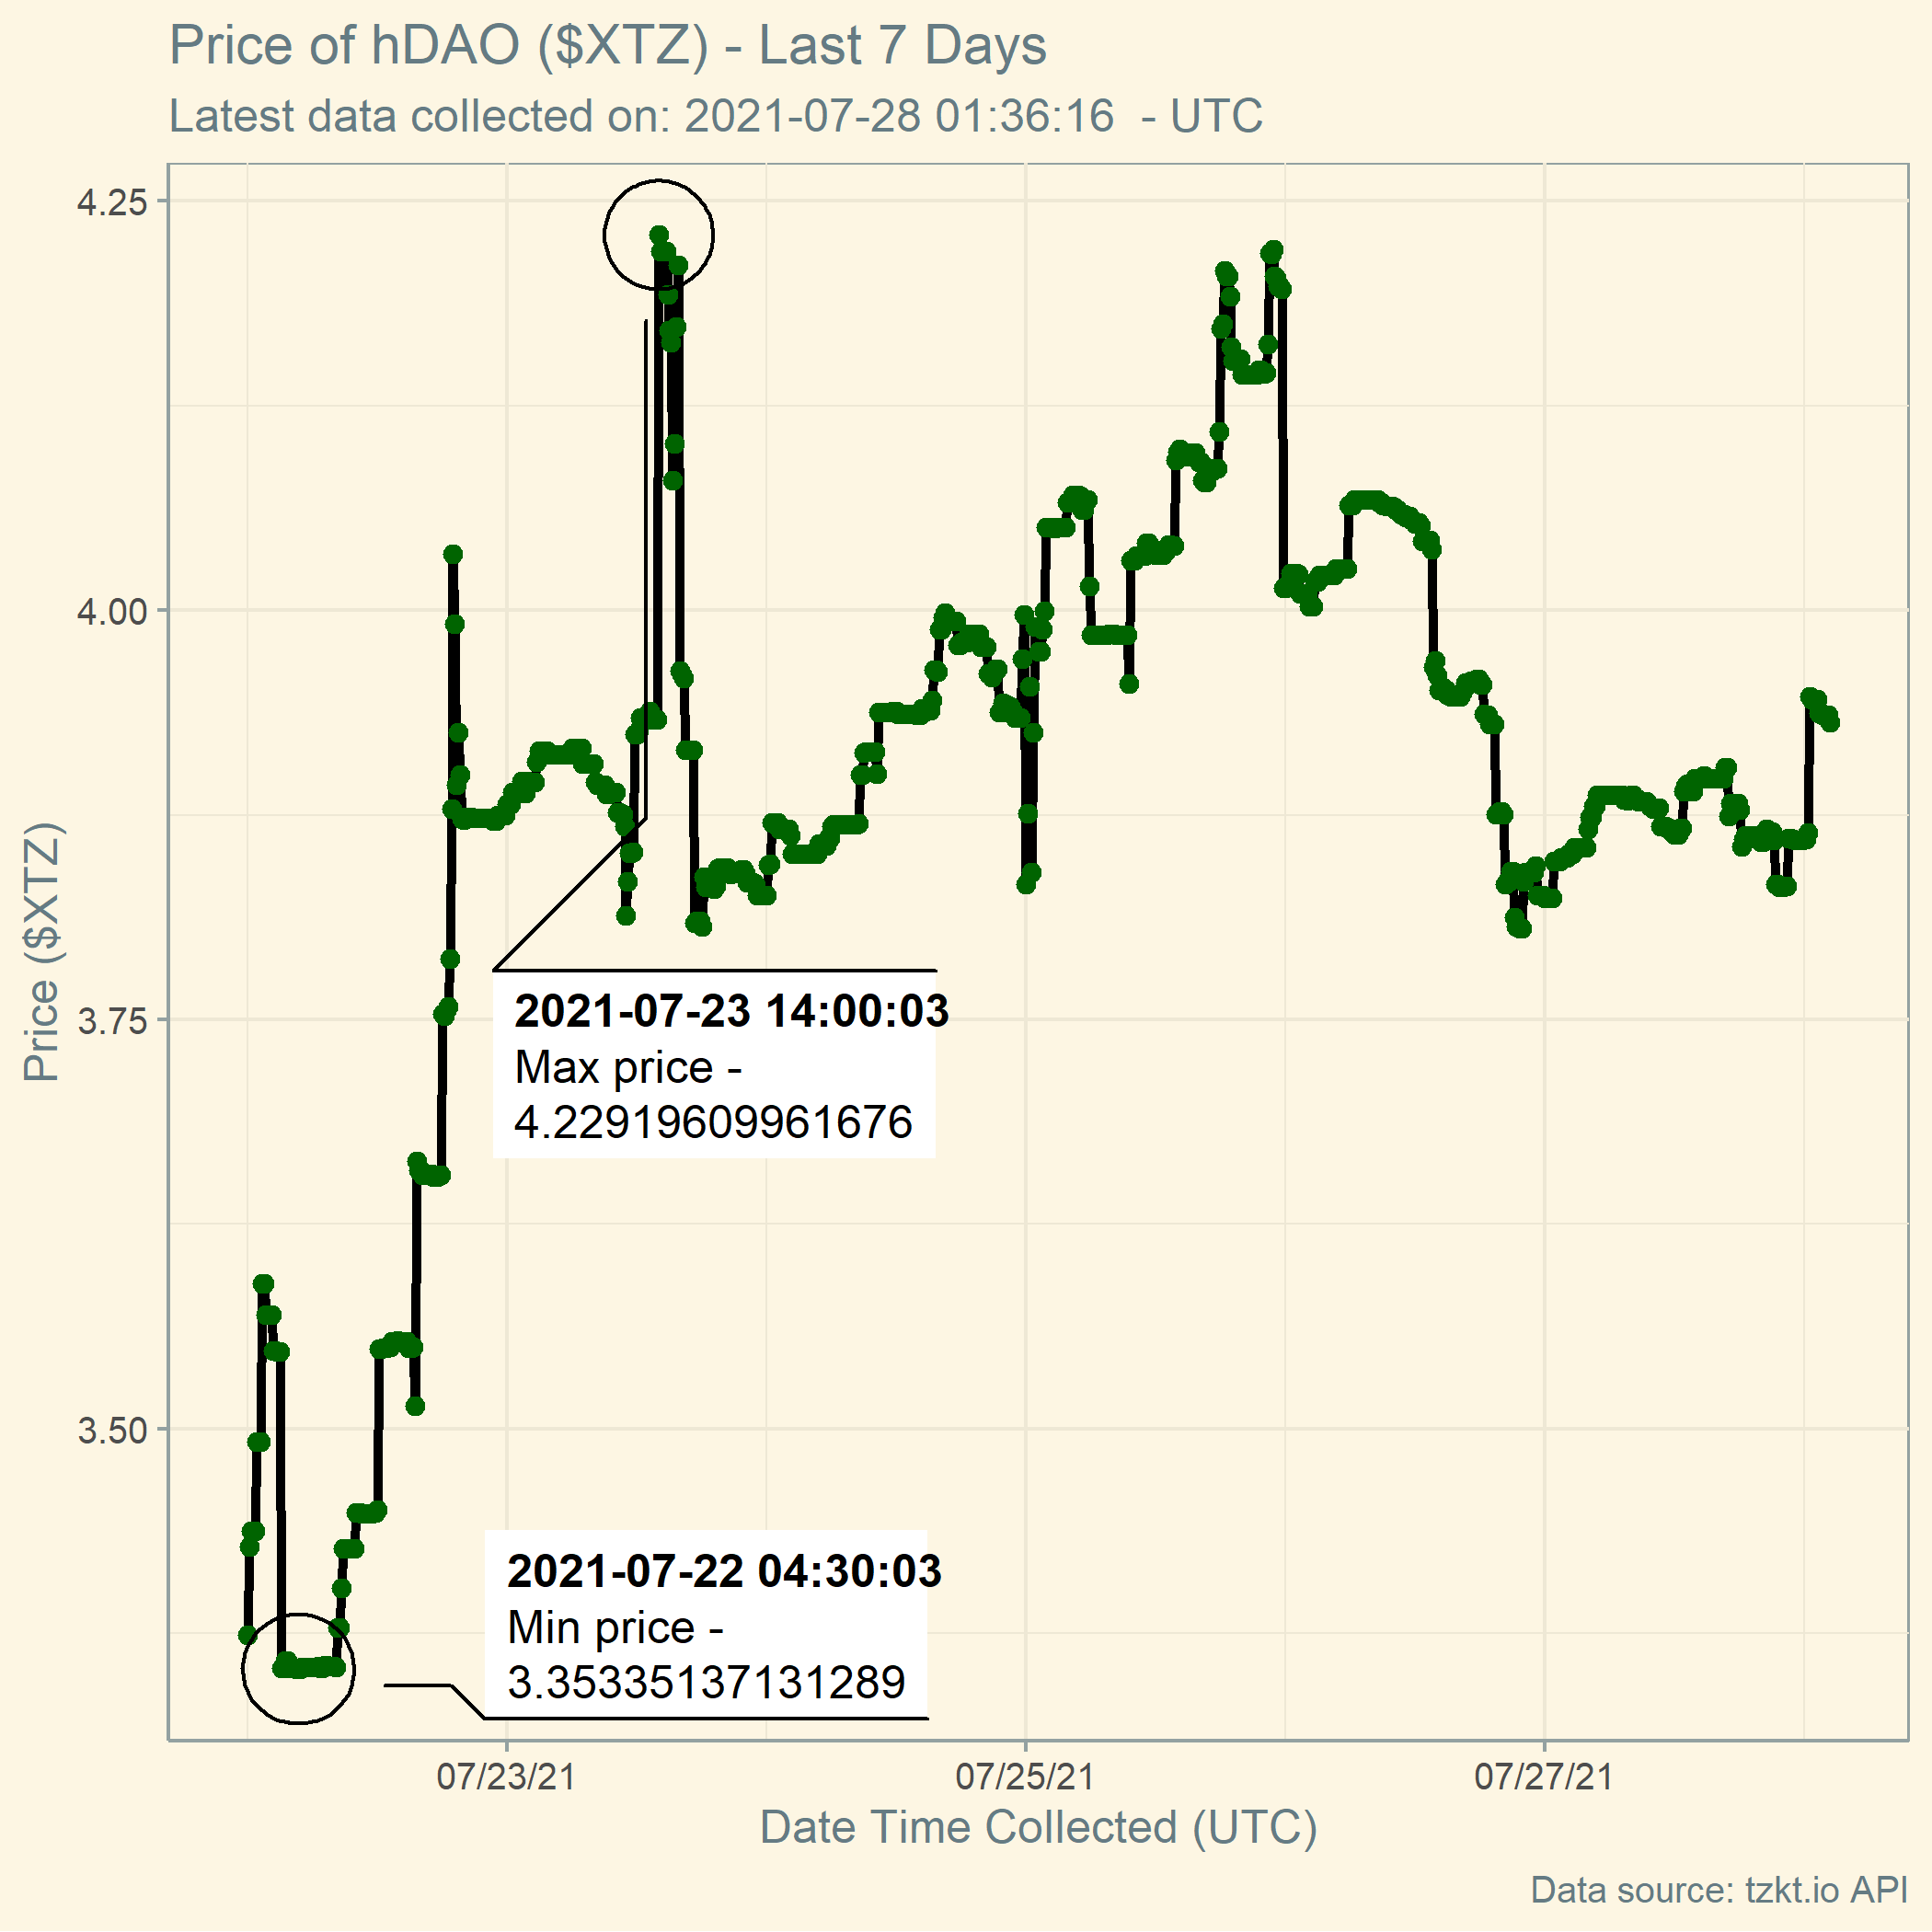 Price of hDAO ($XTZ) - Last 7 Days
Latest data collected on: 2021-07-28 01:36:16  - UTC
4.25
4.00
3.75
3.50
Price ($XTZ)
2021-07-23 14:00:03
Max price -
4.22919609961676
2021-07-22 04:30:03
Min price -
3.35335137131289
07/23/21
07/25/21
07/27/21
Date Time Collected (UTC)
Data source: tzkt.io API